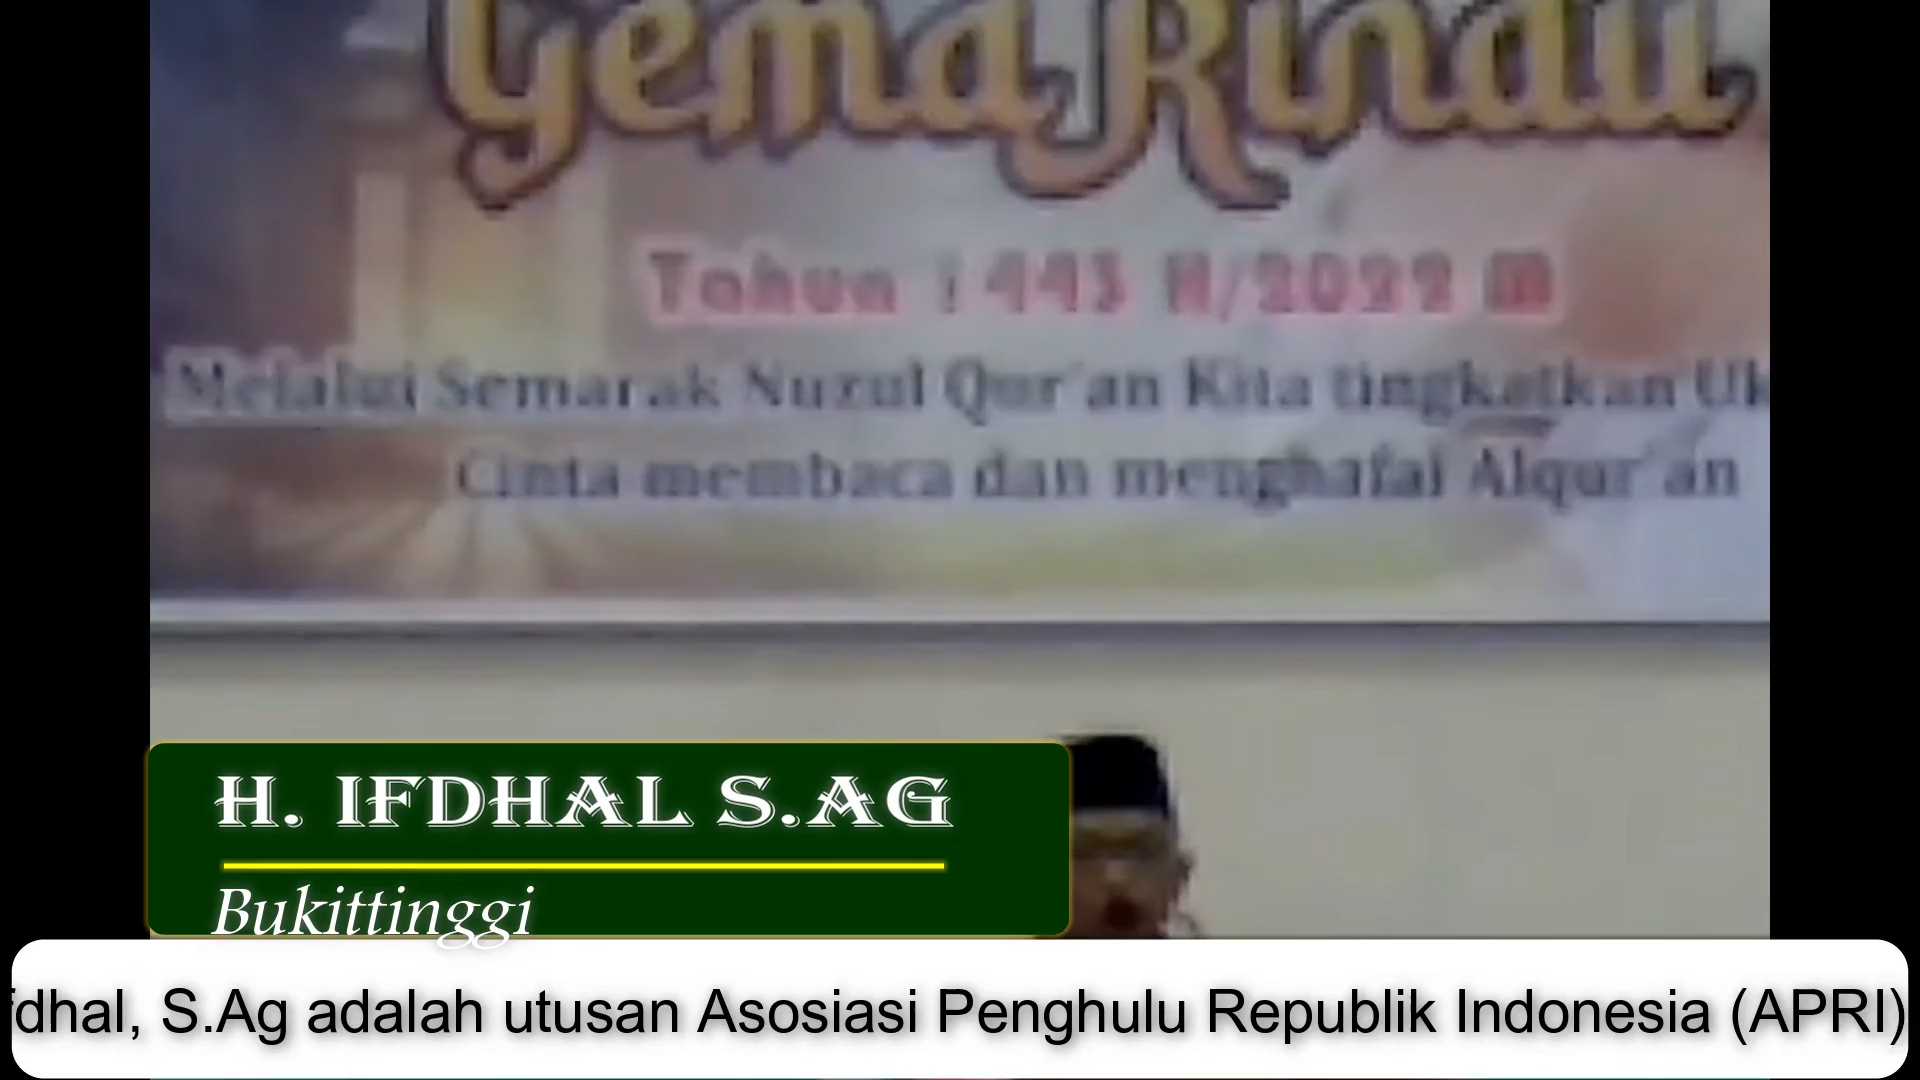 Gema Rindu
Tahun 1443 H/2022 M
Melalui Semarak Nuzul Qur'an Kita tingkatkan Uk
Cinta membaca dan menghafal Alqur'an
H. IFDHAL S.AG
Bukittinggi
fdhal, S.Ag adalah utusan Asosiasi Penghulu Republik Indonesia (APRI)